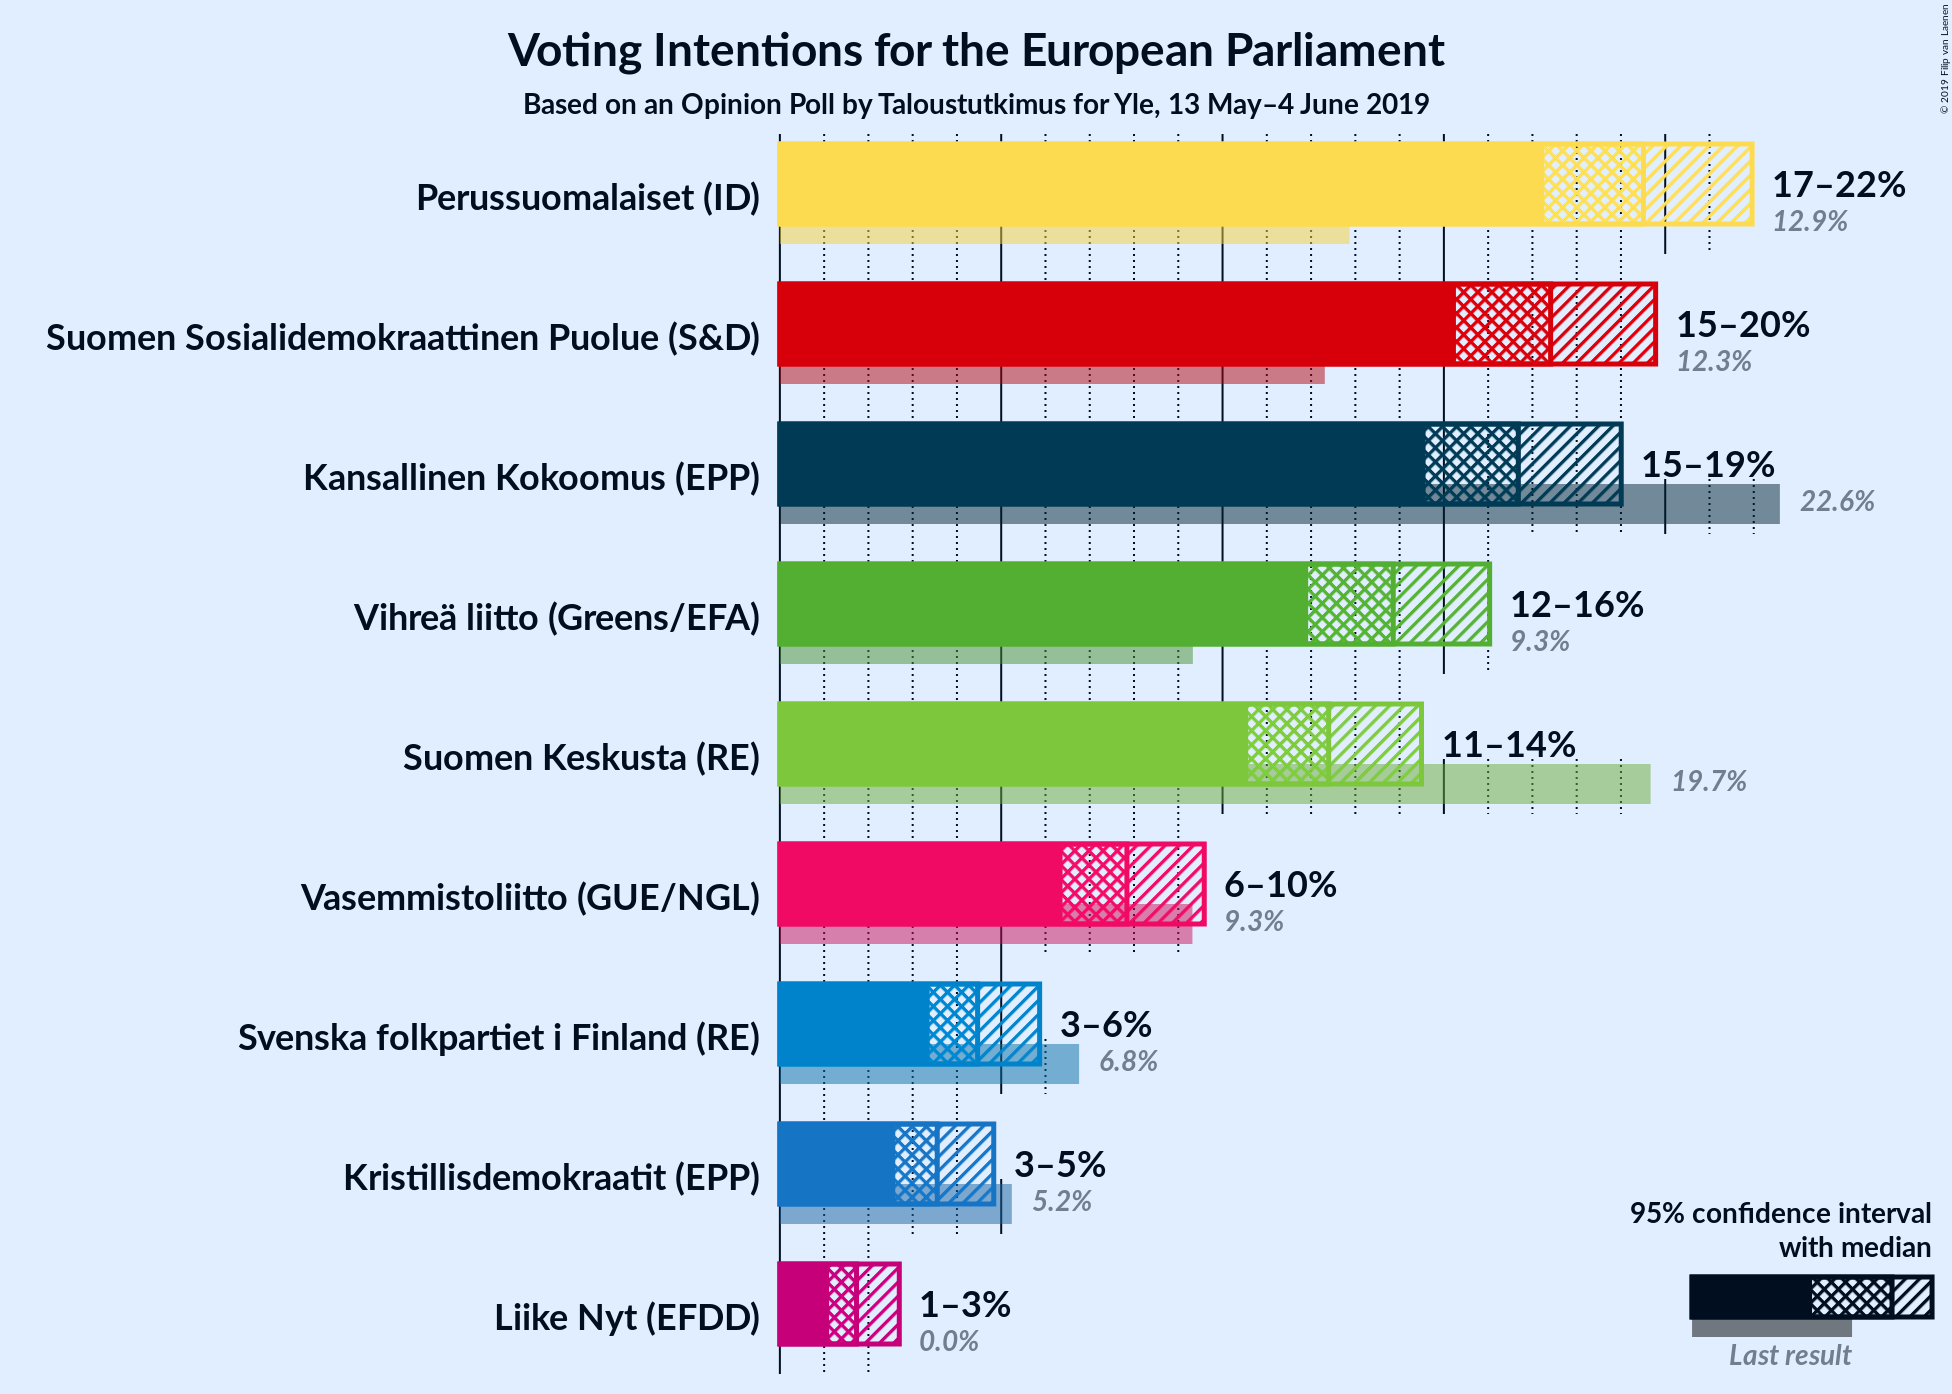 Voting Intentions for the European Parliament
Based on an Opinion Poll by Taloustutkimus for Yle, 13 May–4 June 2019
© 2019 Filip van Laenen
Perussuomalaiset (ID)
17–22%
12.9%
Suomen Sosialidemokraattinen Puolue (S&D)
15–20%
12.3%
Kansallinen Kokoomus (EPP)
15–19%
22.6%
Vihreä liitto (Greens/EFA)
12–16%
9.3%
Suomen Keskusta (RE)
11–14%
19.7%
Vasemmistoliitto (GUE/NGL)
6–10%
9.3%
Svenska folkpartiet i Finland (RE)
3–6%
6.8%
Kristillisdemokraatit (EPP)
3–5%
5.2%
Liike Nyt (EFDD)
1–3%
0.0%
95% confidence interval
with median
Last result